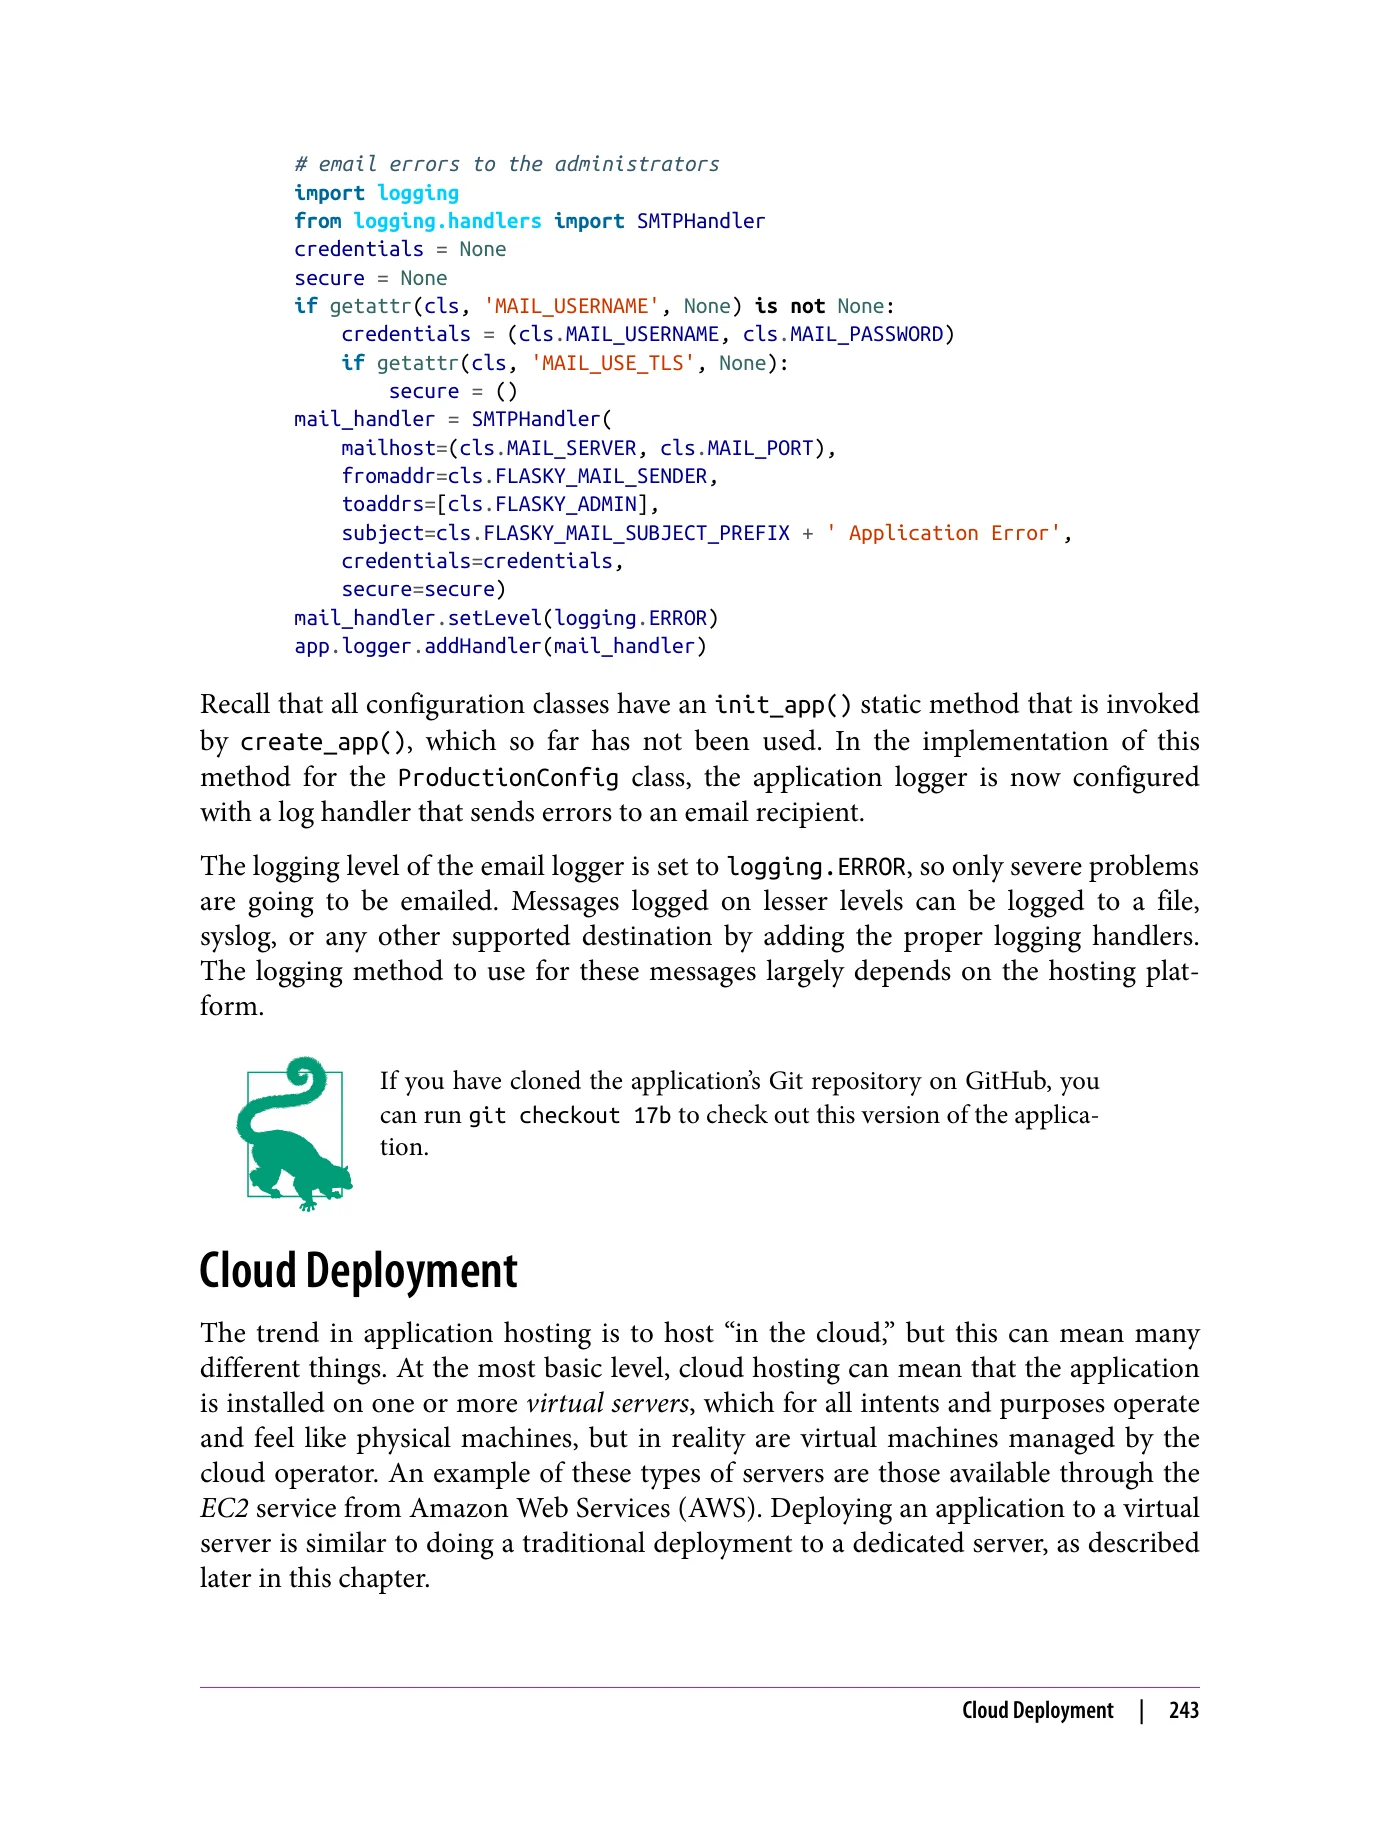 # email errors to the administrators
import logging
from logging.handlers import SMTPHandler
credentials = None
secure = None
if getattr(cls, 'MAIL_USERNAME', None) is not None:
    credentials = (cls.MAIL_USERNAME, cls.MAIL_PASSWORD)
    if getattr(cls, 'MAIL_USE_TLS', None):
        secure = ()
mail_handler = SMTPHandler(
    mailhost=(cls.MAIL_SERVER, cls.MAIL_PORT),
    fromaddr=cls.FLASKY_MAIL_SENDER,
    toaddrs=[cls.FLASKY_ADMIN],
    subject=cls.FLASKY_MAIL_SUBJECT_PREFIX + ' Application Error',
    credentials=credentials,
    secure=secure)
mail_handler.setLevel(logging.ERROR)
app.logger.addHandler(mail_handler)
Recall that all configuration classes have an init_app() static method that is invoked
by create_app(), which so far has not been used. In the implementation of this
method for the ProductionConfig class, the application logger is now configured
with a log handler that sends errors to an email recipient.
The logging level of the email logger is set to logging.ERROR, so only severe problems
are going to be emailed. Messages logged on lesser levels can be logged to a file,
syslog, or any other supported destination by adding the proper logging handlers.
The logging method to use for these messages largely depends on the hosting plat-
form.
If you have cloned the application’s Git repository on GitHub, you
can run git checkout 17b to check out this version of the applica-
tion.
Cloud Deployment
The trend in application hosting is to host “in the cloud,” but this can mean many
different things. At the most basic level, cloud hosting can mean that the application
is installed on one or more virtual servers, which for all intents and purposes operate
and feel like physical machines, but in reality are virtual machines managed by the
cloud operator. An example of these types of servers are those available through the
EC2 service from Amazon Web Services (AWS). Deploying an application to a virtual
server is similar to doing a traditional deployment to a dedicated server, as described
later in this chapter.
Cloud Deployment | 243